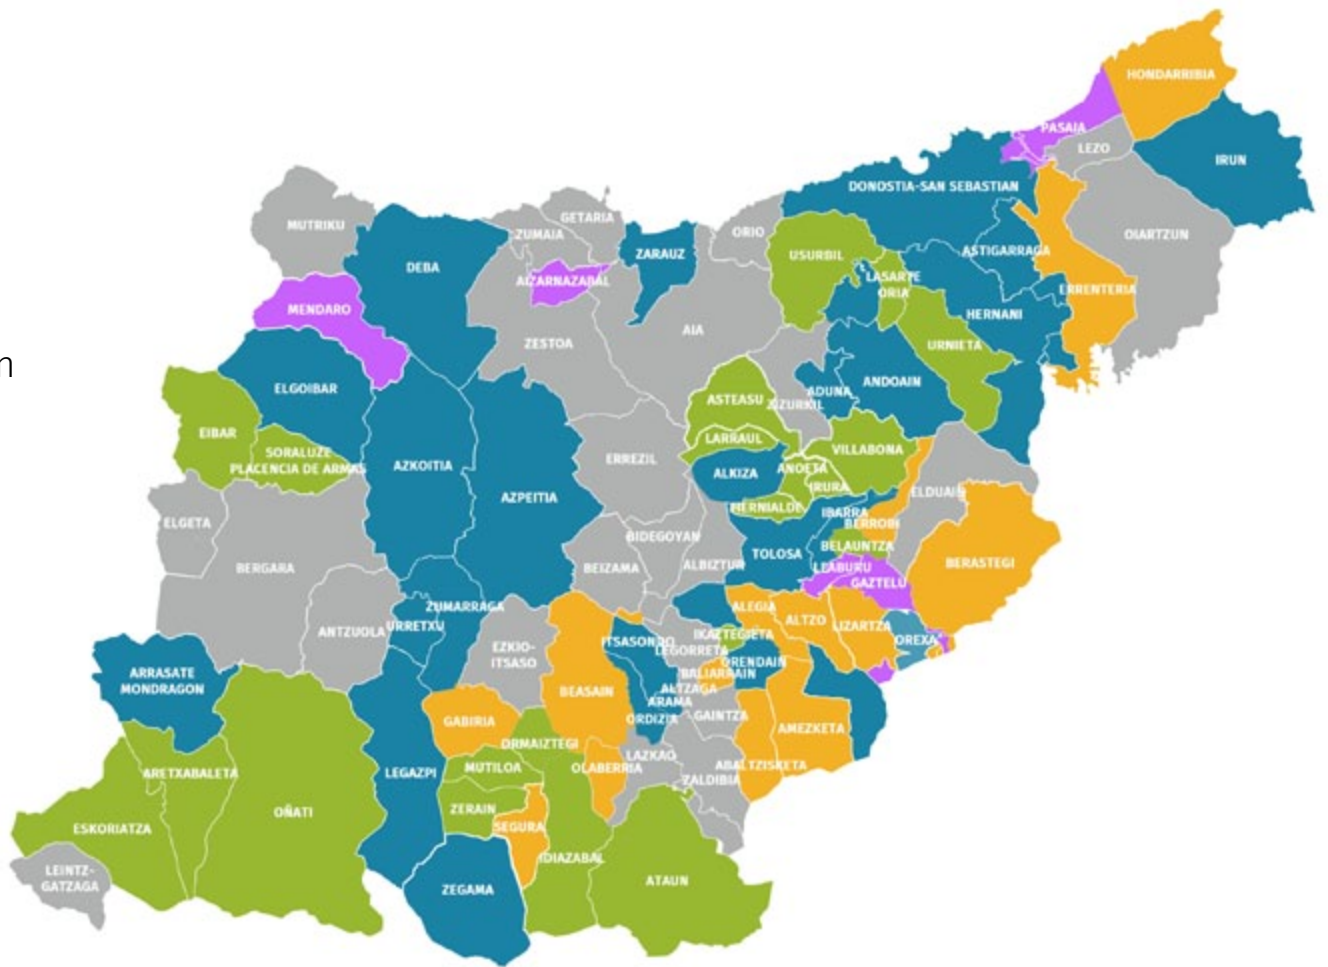 HONDARRIBIA
PASAIA
LEZO
IRUN
DONOSTIA-SAN SEBASTIAN
MUTRIKU
GETARIA
ZUMAIA
ORIO
OIARTZUN
ZARAUZ
USURBIL
ASTIGARRAGA
DEBA
AIZARNAZABAL
LASARTE
ORIA
ERRENTERIA
MENDARO
HERNANI
AIA
ZESTOA
URNIETA
n
ELGOIBAR
ANDOAIN
ADUNA
ASTEASU
ZIZURKIL
EIBAR
LARRAUL
SORALUZE
PLACENCIA DE ARMAS
VILLABONA
ERREZIL
AZKOITIA
ANOETA
ALKIZA
IRURA
ELDUAIN
AZPEITIA
HERNIALDE
IBARRA
BERROBI
ELGETA
BIDEGOYAN
BELAUNTZA
TOLOSA
BERASTEGI
BERGARA
BEIZAMA
ALBIZTUR
LEABURU
GAZTELU
ZUMARRAGA
ALEGIA
ALTZO
LIZARTZA
URRETXU
ANTZUOLA
IKAZTEGIETA
ITSASONDO
LEGORRETA
OREXA
EZKIO-
ITSASO
ORENDAIN
ARRASATE
MONDRAGON
BALIARRAIN
ALTZAGA
BEASAIN
ARAMA
GABIRIA
ORDIZIA
GAINTZA
AMEZKETA
ORMAIZTEGI
LAZKAO
ARETXABALETA
LEGAZPI
MUTILOA
OLABERRIA
ABALTZISKETA
ZALDIBIA
OÑATI
ZERAIN
ESKORIATZA
SEGURA
IDIAZABAL
LEINTZ-
GATZAGA
ZEGAMA
ATAUN